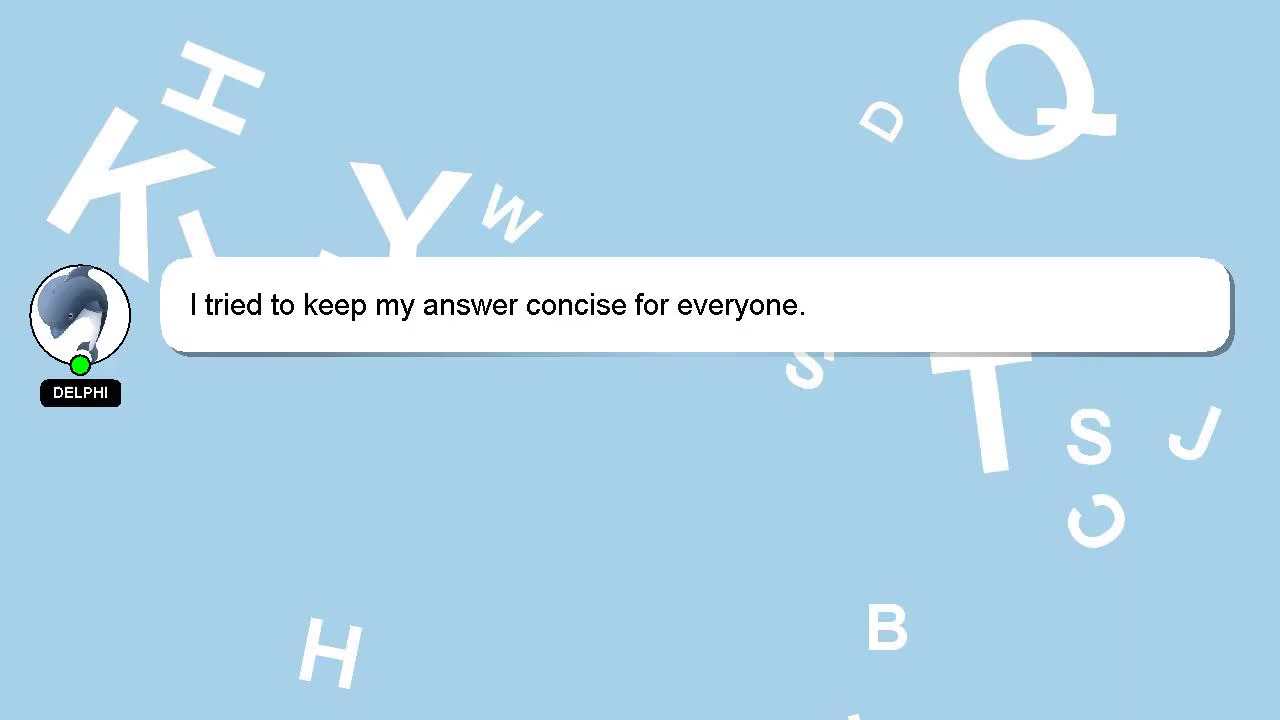 H
Q
D
K
Y
W
I tried to keep my answer concise for everyone.
DELPHI
S
T
S
J
C
B
H